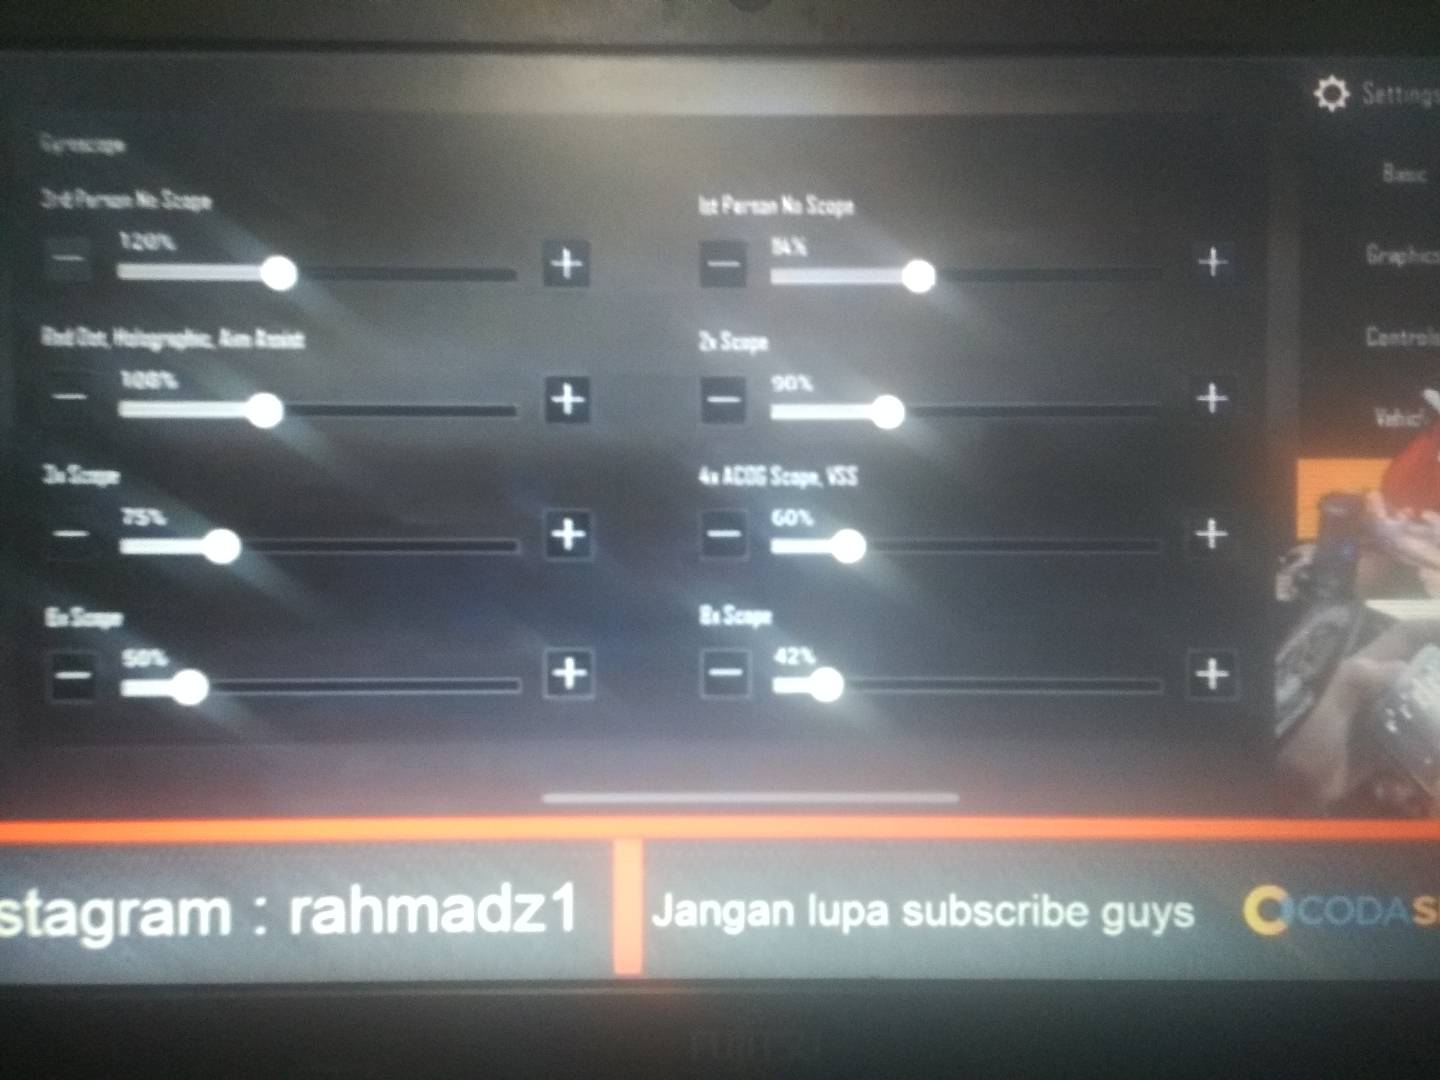 Settings
Basic
Gyroscope
3rd Person No Scope
120%
1st Person No Scope
Graphics
Red Dot, Holographic, Aim Assist
100%
2x Scope
90%
Controls
3x Scope
75%
4x ACOG Scope, VSS
60%
Vehicl
6x Scope
50%
8x Scope
42%
stagram : rahmadz1
Jangan lupa subscribe guys
CODAS
FUJITSU